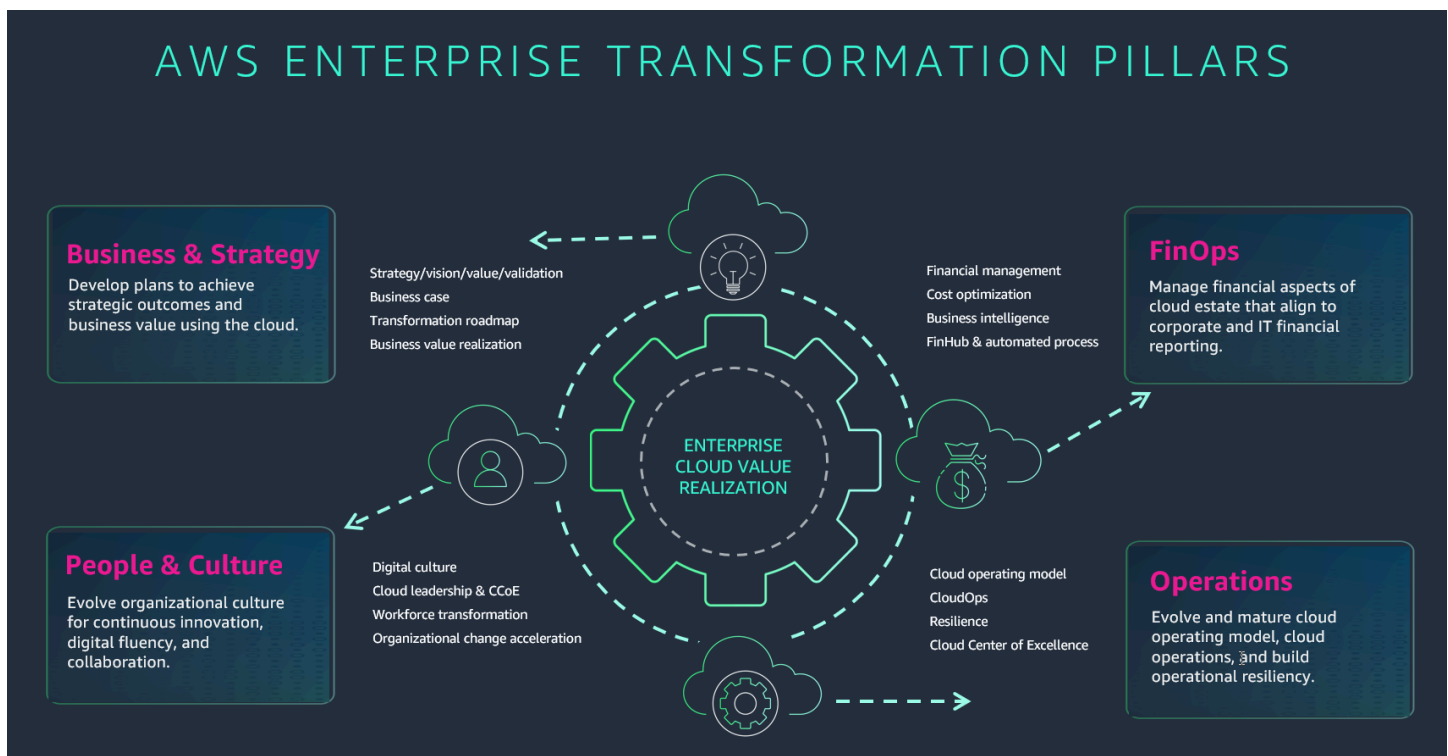 AWS ENTERPRISE TRANSFORMATION PILLARS
Business & Strategy
Develop plans to achieve
strategic outcomes and
business value using the cloud.
Strategy/vision/value/validation
Business case
Transformation roadmap
Business value realization
Financial management
Cost optimization
Business intelligence
FinHub & automated process
FinOps
Manage financial aspects of
cloud estate that align to
corporate and IT financial
reporting.
ENTERPRISE
CLOUD VALUE
REALIZATION
$
People & Culture
Evolve organizational culture
for continuous innovation,
digital fluency, and
collaboration.
Digital culture
Cloud leadership & CCoE
Workforce transformation
Organizational change acceleration
Cloud operating model
CloudOps
Resilience
Cloud Center of Excellence
Operations
Evolve and mature cloud
operating model, cloud
operations, and build
operational resiliency.